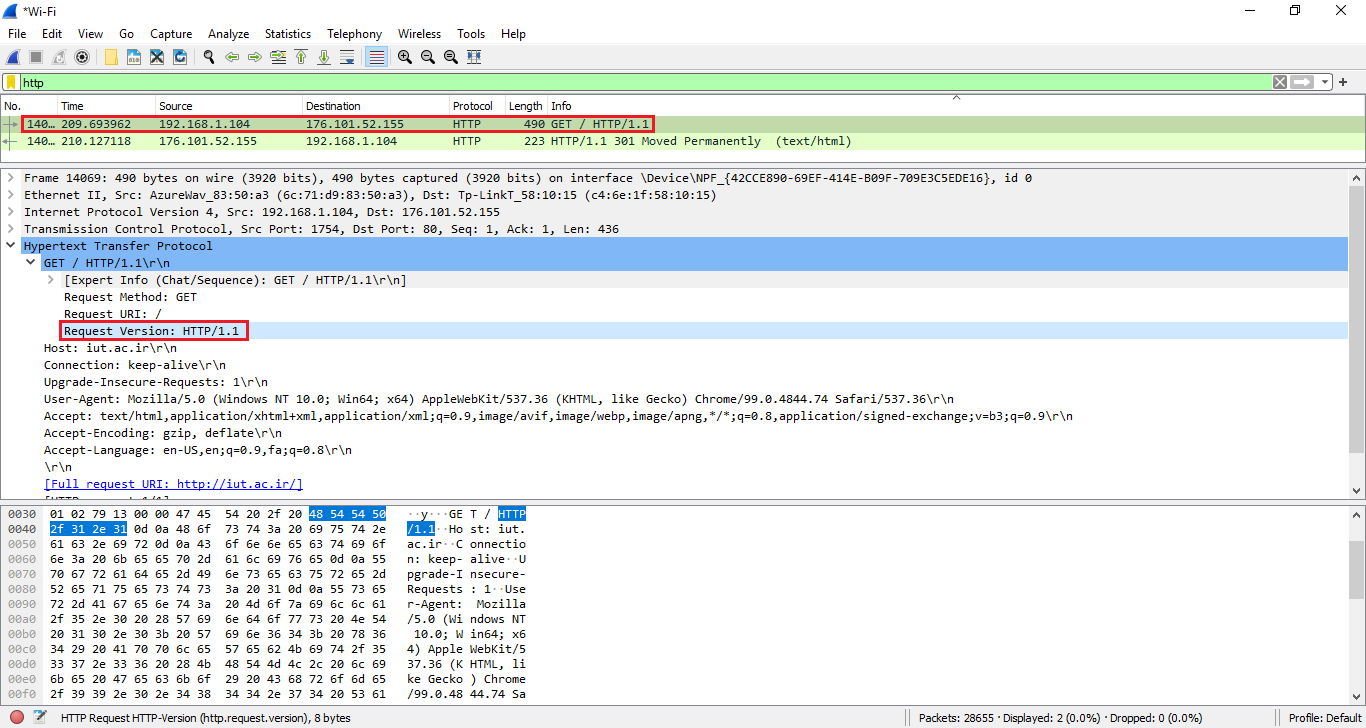 *Wi-Fi
File Edit View Go Capture Analyze Statistics Telephony Wireless Tools Help
http
No. Time Source Destination Protocol Length Info
140… 209.693962 192.168.1.104 176.101.52.155 HTTP 490 GET / HTTP/1.1
140… 210.127118 176.101.52.155 192.168.1.104 HTTP 223 HTTP/1.1 301 Moved Permanently (text/html)
Frame 14069: 490 bytes on wire (3920 bits), 490 bytes captured (3920 bits) on interface \Device\NPF_{42CCE890-69EF-414E-B09F-709E3C5EDE16}, id 0
Ethernet II, Src: AzureWav_83:50:a3 (6c:71:d9:83:50:a3), Dst: Tp-LinkT_58:10:15 (c4:6e:1f:58:10:15)
Internet Protocol Version 4, Src: 192.168.1.104, Dst: 176.101.52.155
Transmission Control Protocol, Src Port: 1754, Dst Port: 80, Seq: 1, Ack: 1, Len: 436
Hypertext Transfer Protocol
GET / HTTP/1.1\r\n
[Expert Info (Chat/Sequence): GET / HTTP/1.1\r\n]
Request Method: GET
Request URI: /
Request Version: HTTP/1.1
Host: iut.ac.ir\r\n
Connection: keep-alive\r\n
Upgrade-Insecure-Requests: 1\r\n
User-Agent: Mozilla/5.0 (Windows NT 10.0; Win64; x64) AppleWebKit/537.36 (KHTML, like Gecko) Chrome/99.0.4844.74 Safari/537.36\r\n
Accept: text/html,application/xhtml+xml,application/xml;q=0.9,image/avif,image/webp,image/apng,*/*;q=0.8,application/signed-exchange;v=b3;q=0.9\r\n
Accept-Encoding: gzip, deflate\r\n
Accept-Language: en-US,en;q=0.9,fa;q=0.8\r\n
\r\n
[Full request URI: http://iut.ac.ir/]
[HTTP request 1/1]
0030 01 02 79 13 00 00 47 45 54 20 2f 20 48 54 54 50 ··y···GE T / HTTP
0040 2f 31 2e 31 0d 0a 48 6f 73 74 3a 20 69 75 74 2e /1.1··Ho st: iut.
0050 61 63 2e 69 72 0d 0a 43 6f 6e 6e 65 63 74 69 6f ac.ir··C onnectio
0060 6e 3a 20 6b 65 65 70 2d 61 6c 69 76 65 0d 0a 55 n: keep- alive··U
0070 70 67 72 61 64 65 2d 49 6e 73 65 63 75 72 65 2d pgrade-I nsecure-
0080 52 65 71 75 65 73 74 73 3a 20 31 0d 0a 55 73 65 Requests : 1··Use
0090 72 2d 41 67 65 6e 74 3a 20 4d 6f 7a 69 6c 6c 61 r-Agent: Mozilla
00a0 2f 35 2e 30 20 28 57 69 6e 64 6f 77 73 20 4e 54 /5.0 (Wi ndows NT
00b0 20 31 30 2e 30 3b 20 57 69 6e 36 34 3b 20 78 36 10.0; W in64; x6
00c0 34 29 20 41 70 70 6c 65 57 65 62 4b 69 74 2f 35 4) Apple WebKit/5
00d0 33 37 2e 33 36 20 28 4b 48 54 4d 4c 2c 20 6c 69 37.36 (K HTML, li
00e0 6b 65 20 47 65 63 6b 6f 29 20 43 68 72 6f 6d 65 ke Gecko ) Chrome
00f0 2f 39 39 2e 30 2e 34 38 34 34 2e 37 34 20 53 61 /99.0.48 44.74 Sa
HTTP Request HTTP-Version (http.request.version), 8 bytes Packets: 28655 · Displayed: 2 (0.0%) · Dropped: 0 (0.0%) Profile: Default